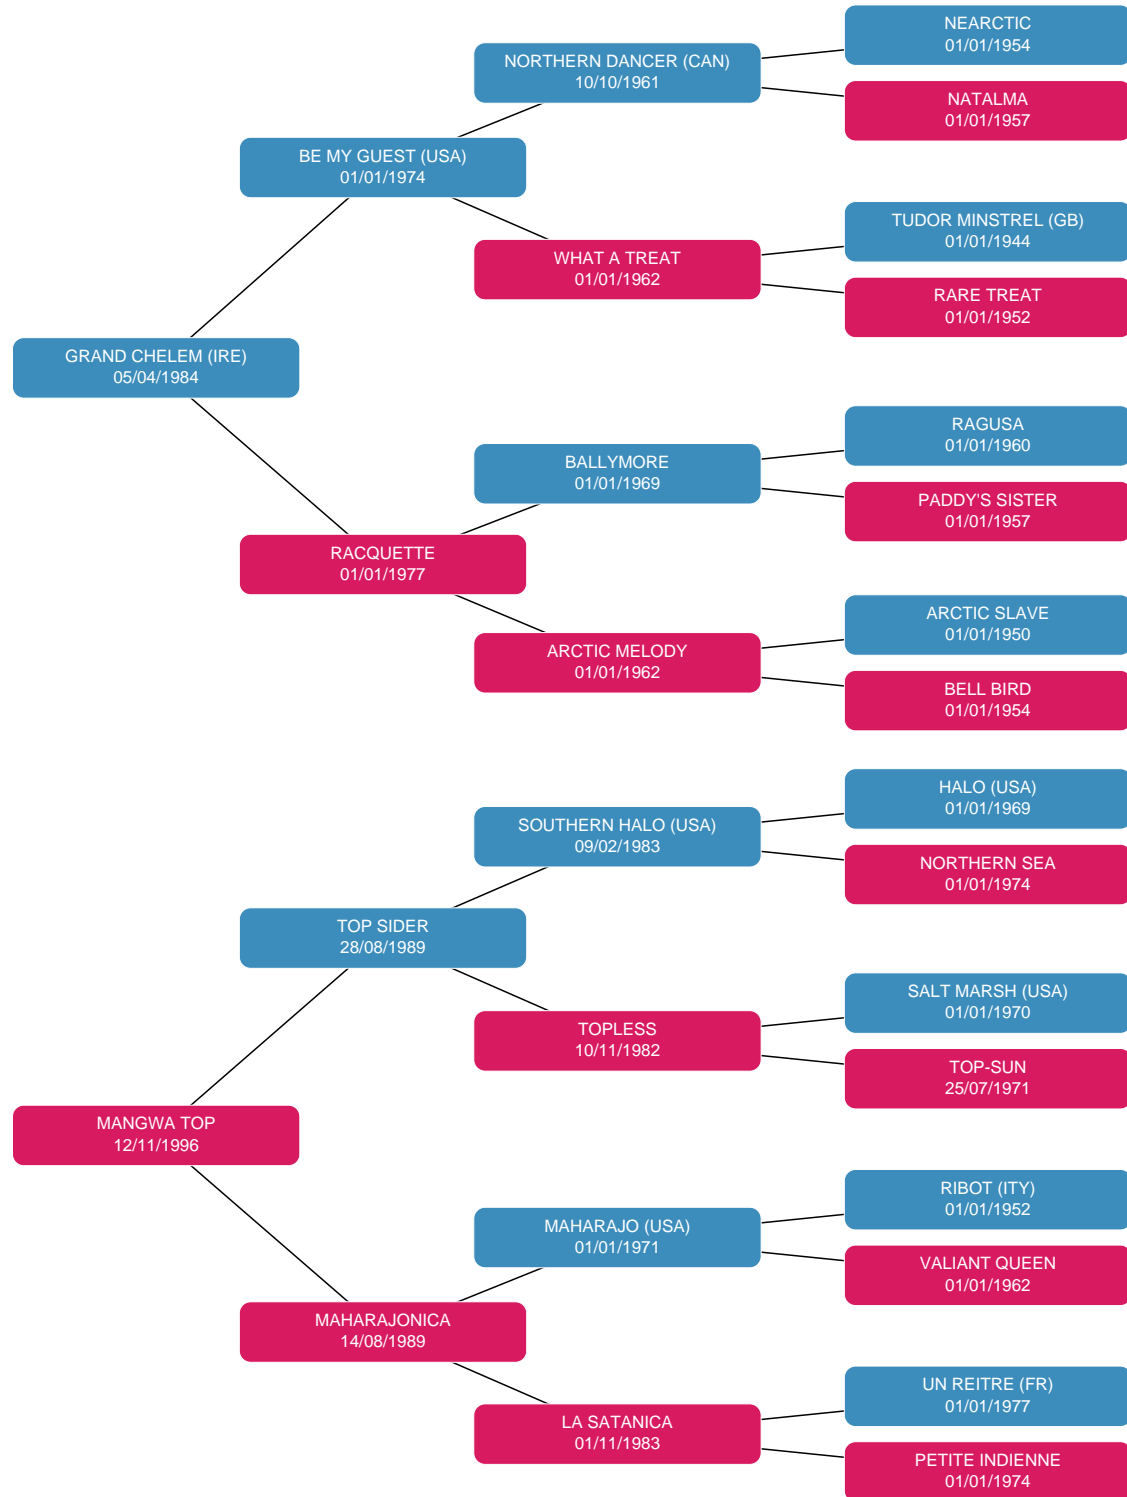 NEARCTIC
01/01/1954
NORTHERN DANCER (CAN)
10/10/1961
NATALMA
01/01/1957
BE MY GUEST (USA)
01/01/1974
TUDOR MINSTREL (GB)
01/01/1944
WHAT A TREAT
01/01/1962
RARE TREAT
01/01/1952
GRAND CHELEM (IRE)
05/04/1984
RAGUSA
01/01/1960
BALLYMORE
01/01/1969
PADDY'S SISTER
01/01/1957
RACQUETTE
01/01/1977
ARCTIC SLAVE
01/01/1950
ARCTIC MELODY
01/01/1962
BELL BIRD
01/01/1954
HALO (USA)
01/01/1969
SOUTHERN HALO (USA)
09/02/1983
NORTHERN SEA
01/01/1974
TOP SIDER
28/08/1989
SALT MARSH (USA)
01/01/1970
TOPLESS
10/11/1982
TOP-SUN
25/07/1971
MANGWA TOP
12/11/1996
RIBOT (ITY)
01/01/1952
MAHARAJO (USA)
01/01/1971
VALIANT QUEEN
01/01/1962
MAHARAJONICA
14/08/1989
UN REITRE (FR)
01/01/1977
LA SATANICA
01/11/1983
PETITE INDIENNE
01/01/1974